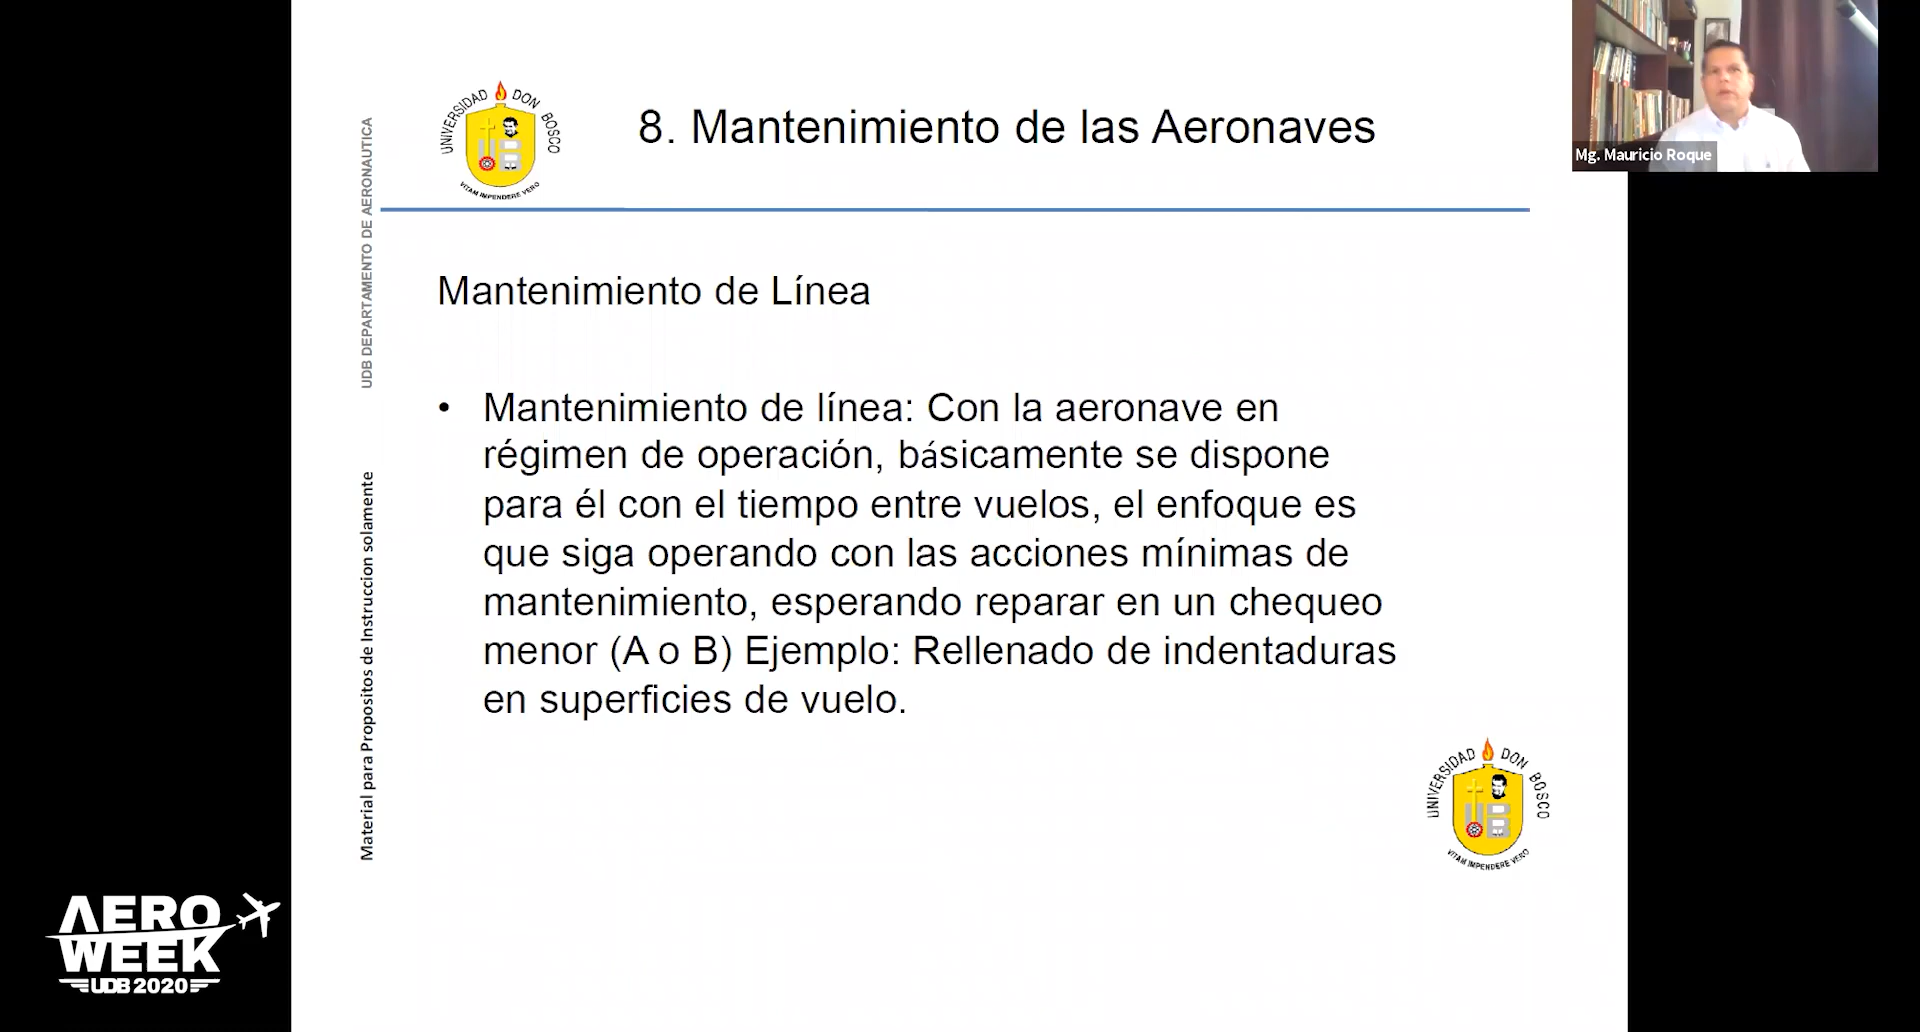 UNIVERSIDAD DON BOSCO
VITAM IMPENDERE VERO
8. Mantenimiento de las Aeronaves
Mg. Mauricio Roque
UDB DEPARTAMENTO DE AERONAUTICA
Material para Propositos de Instruccion solamente
Mantenimiento de Línea
• Mantenimiento de línea: Con la aeronave en
régimen de operación, básicamente se dispone
para él con el tiempo entre vuelos, el enfoque es
que siga operando con las acciones mínimas de
mantenimiento, esperando reparar en un chequeo
menor (A o B) Ejemplo: Rellenado de indentaduras
en superficies de vuelo.
UNIVERSIDAD DON BOSCO
UB
VITAM IMPENDERE VERO
AERO
WEEK
UDB 2020